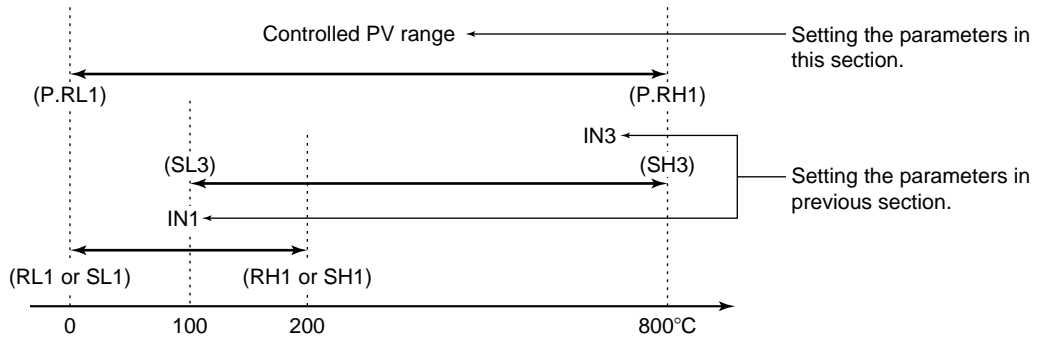 Controlled PV range
Setting the parameters in
this section.
(P.RL1)
(P.RH1)
IN3
(SL3)
(SH3)
Setting the parameters in
previous section.
IN1
(RL1 or SL1)
(RH1 or SH1)
0
100
200
800°C